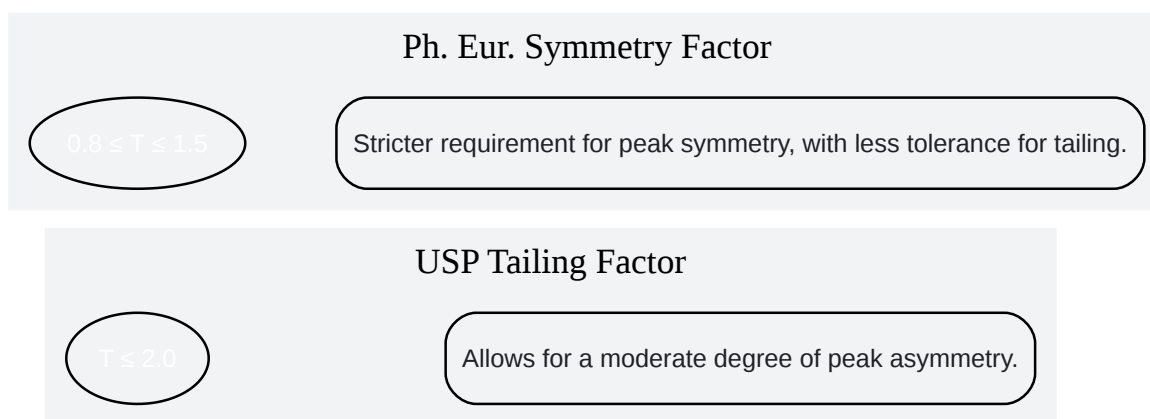 Ph. Eur. Symmetry Factor
0.8 ≤ T ≤ 1.5
Stricter requirement for peak symmetry, with less tolerance for tailing.
USP Tailing Factor
T ≤ 2.0
Allows for a moderate degree of peak asymmetry.